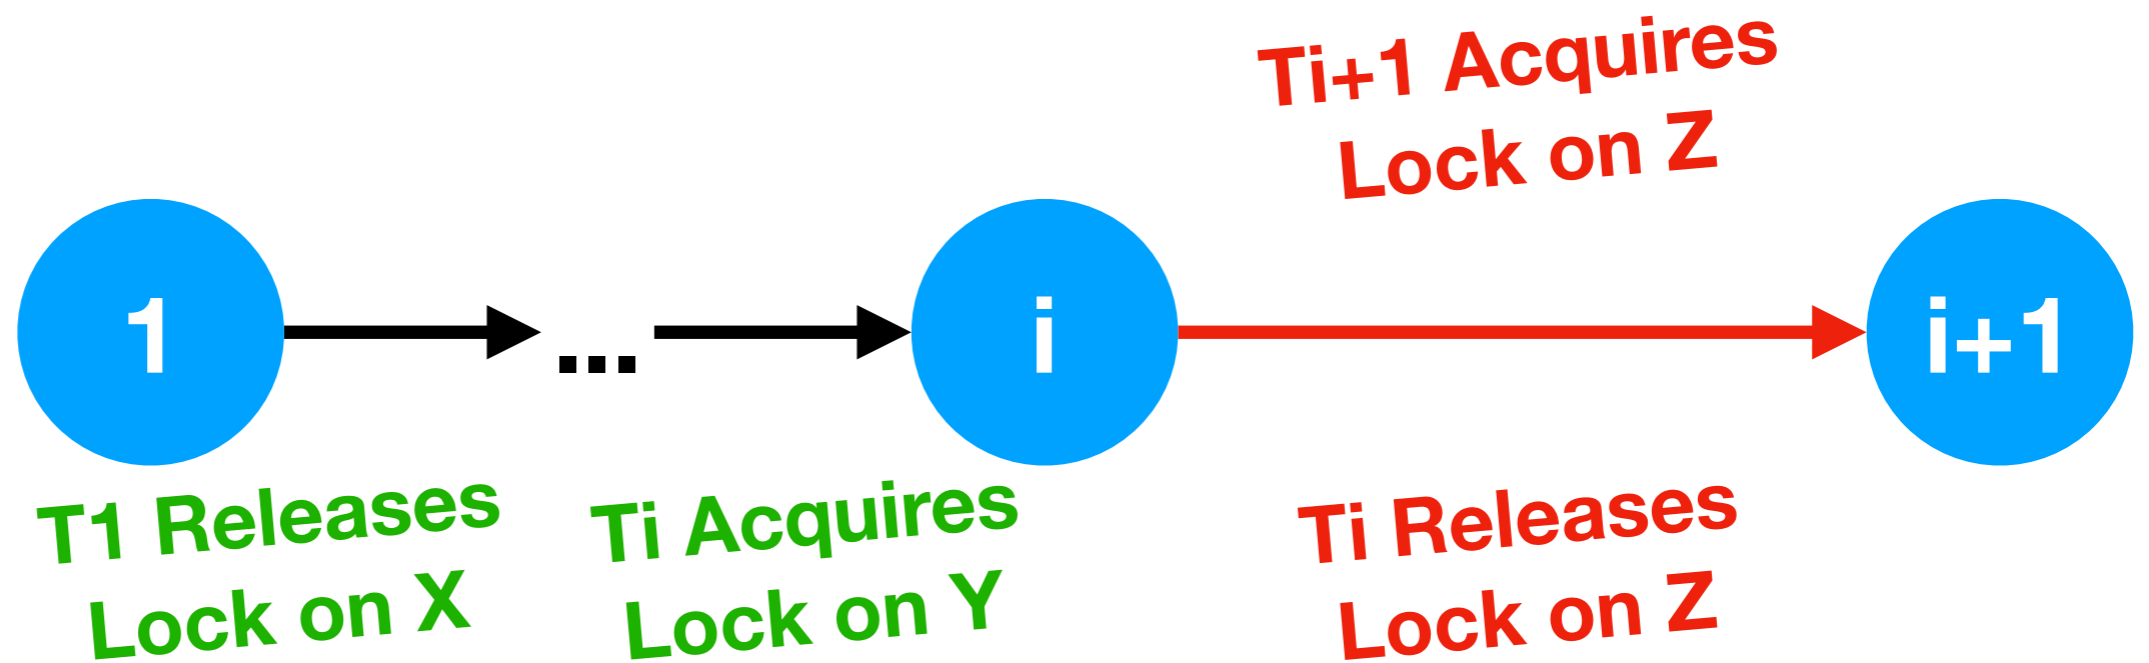 Ti+1 Acquires
Lock on Z
1
...
i
i+1
T1 Releases
Lock on X
Ti Acquires
Lock on Y
Ti Releases
Lock on Z